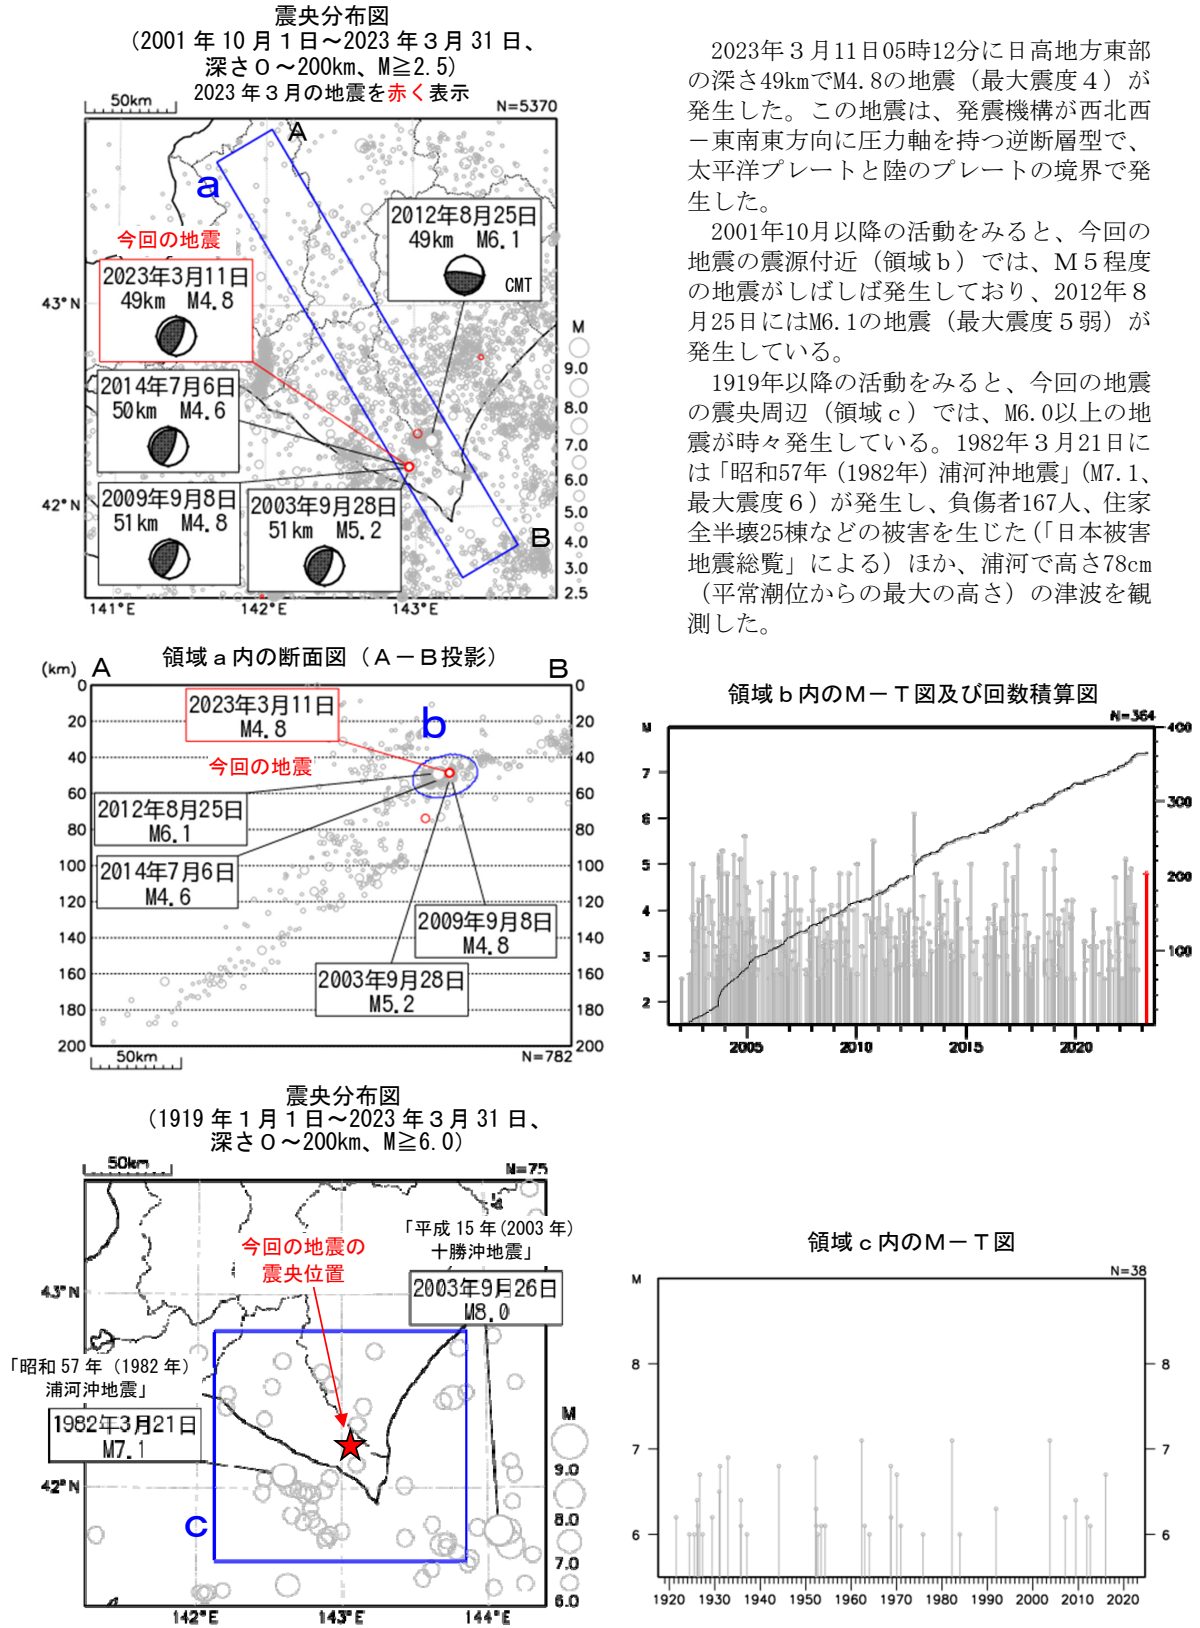 震央分布図
（2001 年 10 月 1 日～2023 年 3 月 31 日、
深さ 0 ～200km、M≧2.5）
2023 年 3 月の地震を赤く表示
50km
N=5370
A
a
2012年8月25日
49km M6.1
CMT
今回の地震
2023年3月11日
49km M4.8
43°N
2014年7月6日
50km M4.6
2009年9月8日
51km M4.8
2003年9月28日
51km M5.2
42°N
B
141°E
142°E
143°E
M
9.0
8.0
7.0
6.0
5.0
4.0
3.0
2.5
　2023年３月11日05時12分に日高地方東部
の深さ49kmでM4.8の地震（最大震度４）が
発生した。この地震は、発震機構が西北西
－東南東方向に圧力軸を持つ逆断層型で、
太平洋プレートと陸のプレートの境界で発
生した。
　2001年10月以降の活動をみると、今回の
地震の震源付近（領域ｂ）では、Ｍ５程度
の地震がしばしば発生しており、2012年８
月25日にはM6.1の地震（最大震度５弱）が
発生している。
　1919年以降の活動をみると、今回の地震
の震央周辺（領域ｃ）では、M6.0以上の地
震が時々発生している。1982年３月21日に
は「昭和57年（1982年）浦河沖地震」（M7.1、
最大震度６）が発生し、負傷者167人、住家
全半壊25棟などの被害を生じた（「日本被害
地震総覧」による）ほか、浦河で高さ78cm
（平常潮位からの最大の高さ）の津波を観
測した。
領域ａ内の断面図（Ａ－Ｂ投影）
(km)
A
B
0
20
40
60
80
100
120
140
160
180
200
0
20
40
60
80
100
120
140
160
180
200
2023年3月11日
M4.8
b
今回の地震
2012年8月25日
M6.1
2014年7月6日
M4.6
2009年9月8日
M4.8
2003年9月28日
M5.2
50km
N=782
領域ｂ内のＭ－Ｔ図及び回数積算図
M
N=364
7
6
5
4
3
2
400
300
200
100
2005
2010
2015
2020
震央分布図
（1919 年 1 月 1 日～2023 年 3 月 31 日、
深さ 0 ～200km、M≧6.0）
50km
N=75
「平成 15 年(2003 年)
十勝沖地震」
2003年9月26日
M8.0
今回の地震の
震央位置
43°N
「昭和 57 年（1982 年）
浦河沖地震」
1982年3月21日
M7.1
42°N
c
142°E
143°E
144°E
M
9.0
8.0
7.0
6.0
領域ｃ内のＭ－Ｔ図
M
N=38
8
7
6
8
7
6
1920 1930 1940 1950 1960 1970 1980 1990 2000 2010 2020